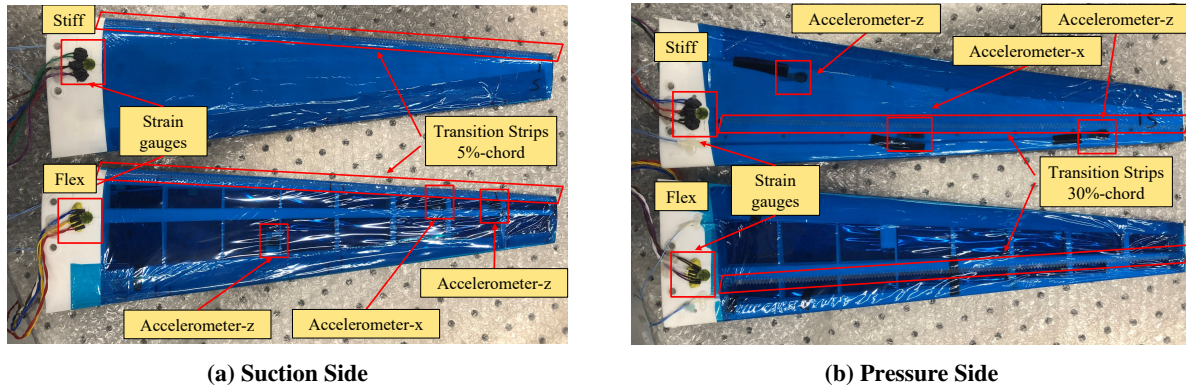 Stiff
Strain
gauges
Transition Strips
5%-chord
Flex
Accelerometer-z
Accelerometer-z
Accelerometer-x
(a) Suction Side
Accelerometer-z
Accelerometer-z
Stiff
Accelerometer-x
Flex
Strain
gauges
Transition Strips
30%-chord
(b) Pressure Side